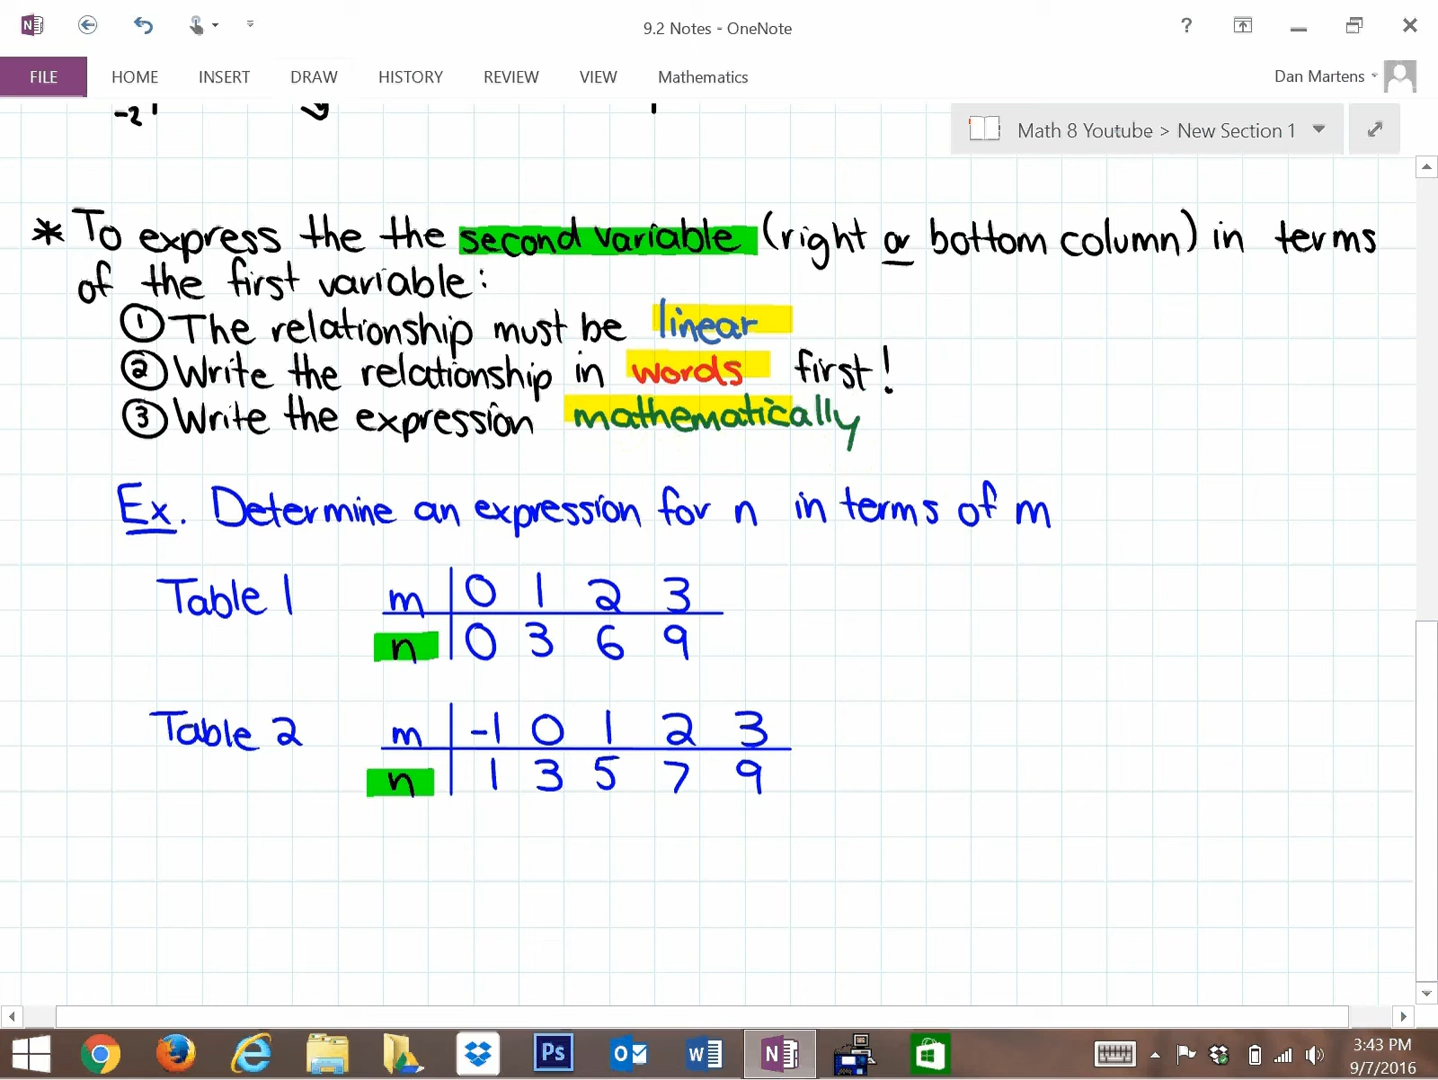 9.2 Notes - OneNote
?
FILE HOME INSERT DRAW HISTORY REVIEW VIEW Mathematics
Dan Martens
-2
Math 8 Youtube > New Section 1
* To express the the second variable (right or bottom column) in terms
of the first variable:
① The relationship must be linear
② Write the relationship in words first!
③ Write the expression mathematically
Ex. Determine an expression for n in terms of m
Table 1 m 0 1 2 3
n 0 3 6 9
Table 2 m -1 0 1 2 3
n 1 3 5 7 9
Ps
3:43 PM
9/7/2016